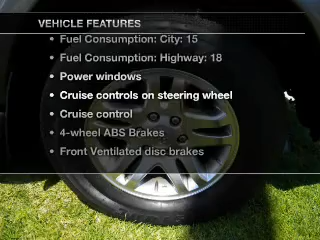 VEHICLE FEATURES
• Fuel Consumption: City: 15
• Fuel Consumption: Highway: 18
• Power windows
• Cruise controls on steering wheel
• Cruise control
• 4-wheel ABS Brakes
• Front Ventilated disc brakes